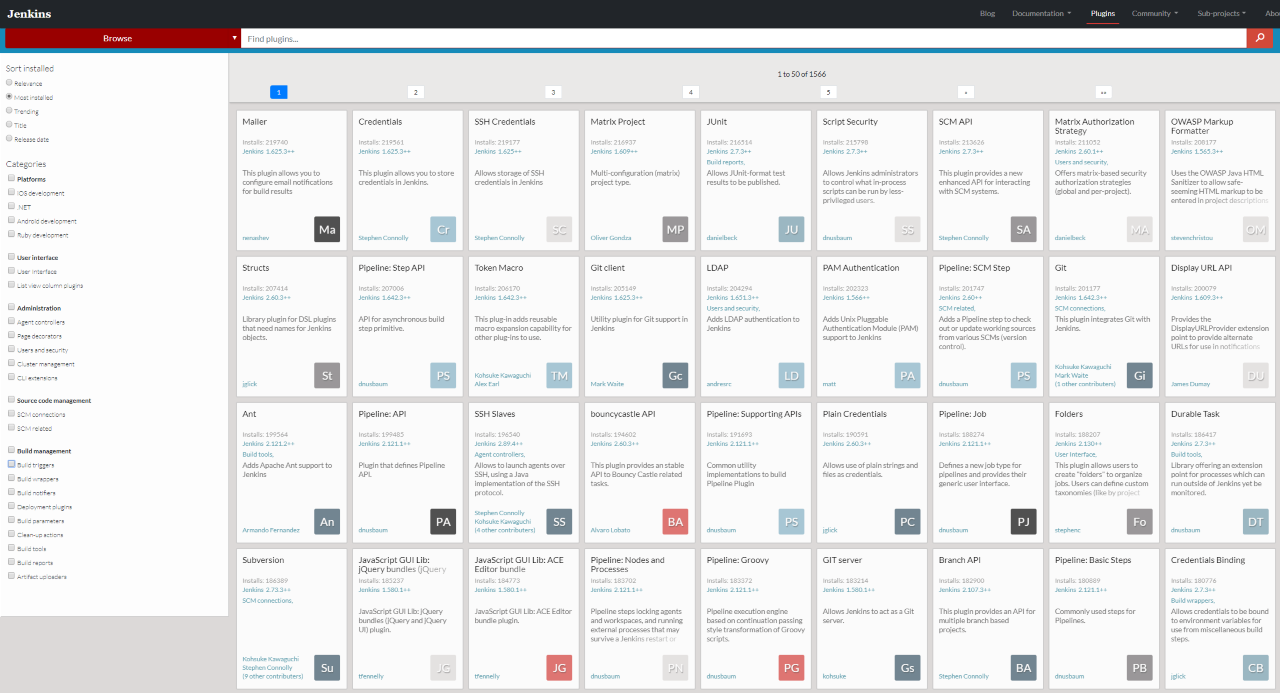 Jenkins
Blog
Documentation
Plugins
Community
Sub-projects
Abo
Browse
Find plugins...
Sort installed
Relevance
Most installed
Trending
Title
Release date
Categories
Platforms
iOS development
.NET
Android development
Ruby development
User interface
User interface
List view column plugins
Administration
Agent controllers
Page decorators
Users and security
Cluster management
CLI extensions
Source code management
SCM connections
SCM related
Build management
Build triggers
Build wrappers
Build notifiers
Deployment plugins
Build parameters
Clean-up actions
Build tools
Build reports
Artifact uploaders
1 to 50 of 1566
1
2
3
4
5
Mailer
Installs: 219740
Jenkins 1.625.3++
This plugin allows you to
configure email notifications
for build results
nenashev
Ma
Credentials
Installs: 219561
Jenkins 1.625.3++
This plugin allows you to store
credentials in Jenkins.
Stephen Connolly
Cr
SSH Credentials
Installs: 219177
Jenkins 1.625++
Allows storage of SSH
credentials in Jenkins
Stephen Connolly
SC
Matrix Project
Installs: 216937
Jenkins 1.609++
Multi-configuration (matrix)
project type.
Oliver Gondza
MP
JUnit
Installs: 216514
Jenkins 2.7.3++
Build reports,
Allows JUnit-format test
results to be published.
danielbeck
JU
Script Security
Installs: 215798
Jenkins 2.7.3++
Allows Jenkins administrators
to control what in-process
scripts can be run by less-
privileged users.
dnusbaum
SS
SCM API
Installs: 213626
Jenkins 2.7.3++
This plugin provides a new
enhanced API for interacting
with SCM systems.
Stephen Connolly
SA
Matrix Authorization
Strategy
Installs: 211052
Jenkins 2.60.1++
Users and security,
Offers matrix-based security
authorization strategies
(global and per-project).
danielbeck
MA
OWASP Markup
Formatter
Installs: 208177
Jenkins 1.565.3++
Uses the OWASP Java HTML
Sanitizer to allow safe-
seeming HTML markup to be
entered in project descriptions
stevenchristou
OM
Structs
Installs: 207414
Jenkins 2.60.3++
Library plugin for DSL plugins
that need names for Jenkins
objects.
jglick
St
Pipeline: Step API
Installs: 207006
Jenkins 1.642.3++
API for asynchronous build
step primitive.
dnusbaum
PS
Token Macro
Installs: 206170
Jenkins 1.642.3++
This plug-in adds reusable
macro expansion capability for
other plug-ins to use.
Kohsuke Kawaguchi
Alex Earl
TM
Git client
Installs: 205149
Jenkins 1.625.3++
Utility plugin for Git support in
Jenkins
Mark Waite
Gc
LDAP
Installs: 204294
Jenkins 1.651.3++
Users and security,
Adds LDAP authentication to
Jenkins
andresrc
LD
PAM Authentication
Installs: 202323
Jenkins 1.566++
Adds Unix Pluggable
Authentication Module (PAM)
support to Jenkins
matt
PA
Pipeline: SCM Step
Installs: 201747
Jenkins 2.60++
SCM related,
Adds a Pipeline step to check
out or update working sources
from various SCMs (version
control).
dnusbaum
PS
Git
Installs: 201177
Jenkins 1.642.3++
SCM connections,
This plugin integrates Git with
Jenkins.
Kohsuke Kawaguchi
Mark Waite
(1 other contributers)
Gi
Display URL API
Installs: 200079
Jenkins 1.609.3++
Provides the
DisplayURLProvider extension
point to provide alternate
URLs for use in notifications
James Dumay
DU
Ant
Installs: 199564
Jenkins 2.121.2++
Build tools,
Adds Apache Ant support to
Jenkins
Armando Fernandez
An
Pipeline: API
Installs: 199485
Jenkins 2.121.1++
Plugin that defines Pipeline
API.
dnusbaum
PA
SSH Slaves
Installs: 196540
Jenkins 2.89.4++
Agent controllers,
Allows to launch agents over
SSH, using a Java
implementation of the SSH
protocol.
Stephen Connolly
Kohsuke Kawaguchi
(4 other contributers)
SS
bouncycastle API
Installs: 194602
Jenkins 2.60.3++
This plugin provides an stable
API to Bouncy Castle related
tasks.
Alvaro Lobato
BA
Pipeline: Supporting APIs
Installs: 191693
Jenkins 2.121.1++
Common utility
implementations to build
Pipeline Plugin
dnusbaum
PS
Plain Credentials
Installs: 190591
Jenkins 2.60.3++
Allows use of plain strings and
files as credentials.
jglick
PC
Pipeline: Job
Installs: 188274
Jenkins 2.121.1++
Defines a new job type for
pipelines and provides their
generic user interface.
dnusbaum
PJ
Folders
Installs: 188207
Jenkins 2.130++
User interface,
This plugin allows users to
create "folders" to organize
jobs. Users can define custom
taxonomies (like by project
stephenc
Fo
Durable Task
Installs: 186417
Jenkins 2.7.3++
Build tools,
Library offering an extension
point for processes which can
run outside of Jenkins yet be
monitored.
dnusbaum
DT
Subversion
Installs: 186389
Jenkins 2.73.3++
SCM connections,
Kohsuke Kawaguchi
Stephen Connolly
(9 other contributers)
Su
JavaScript GUI Lib:
jQuery bundles (jQuery
Installs: 185237
Jenkins 1.580.1++
JavaScript GUI Lib: jQuery
bundles (jQuery and jQuery
UI) plugin.
tfennelly
JG
JavaScript GUI Lib: ACE
Editor bundle
Installs: 184773
Jenkins 1.580.1++
JavaScript GUI Lib: ACE Editor
bundle plugin.
tfennelly
JG
Pipeline: Nodes and
Processes
Installs: 183702
Jenkins 2.121.1++
Pipeline steps locking agents
and workspaces, and running
external processes that may
survive a Jenkins restart or
dnusbaum
PN
Pipeline: Groovy
Installs: 183372
Jenkins 2.121.1++
Pipeline execution engine
based on continuation passing
style transformation of Groovy
scripts.
dnusbaum
PG
GIT server
Installs: 183214
Jenkins 1.580.1++
Allows Jenkins to act as a Git
server.
kohsuke
Gs
Branch API
Installs: 182900
Jenkins 2.107.3++
This plugin provides an API for
multiple branch based
projects.
Stephen Connolly
BA
Pipeline: Basic Steps
Installs: 180889
Jenkins 2.121.1++
Commonly used steps for
Pipelines.
dnusbaum
PB
Credentials Binding
Installs: 180776
Jenkins 2.7.3++
Build wrappers,
Allows credentials to be bound
to environment variables for
use from miscellaneous build
steps.
jglick
CB